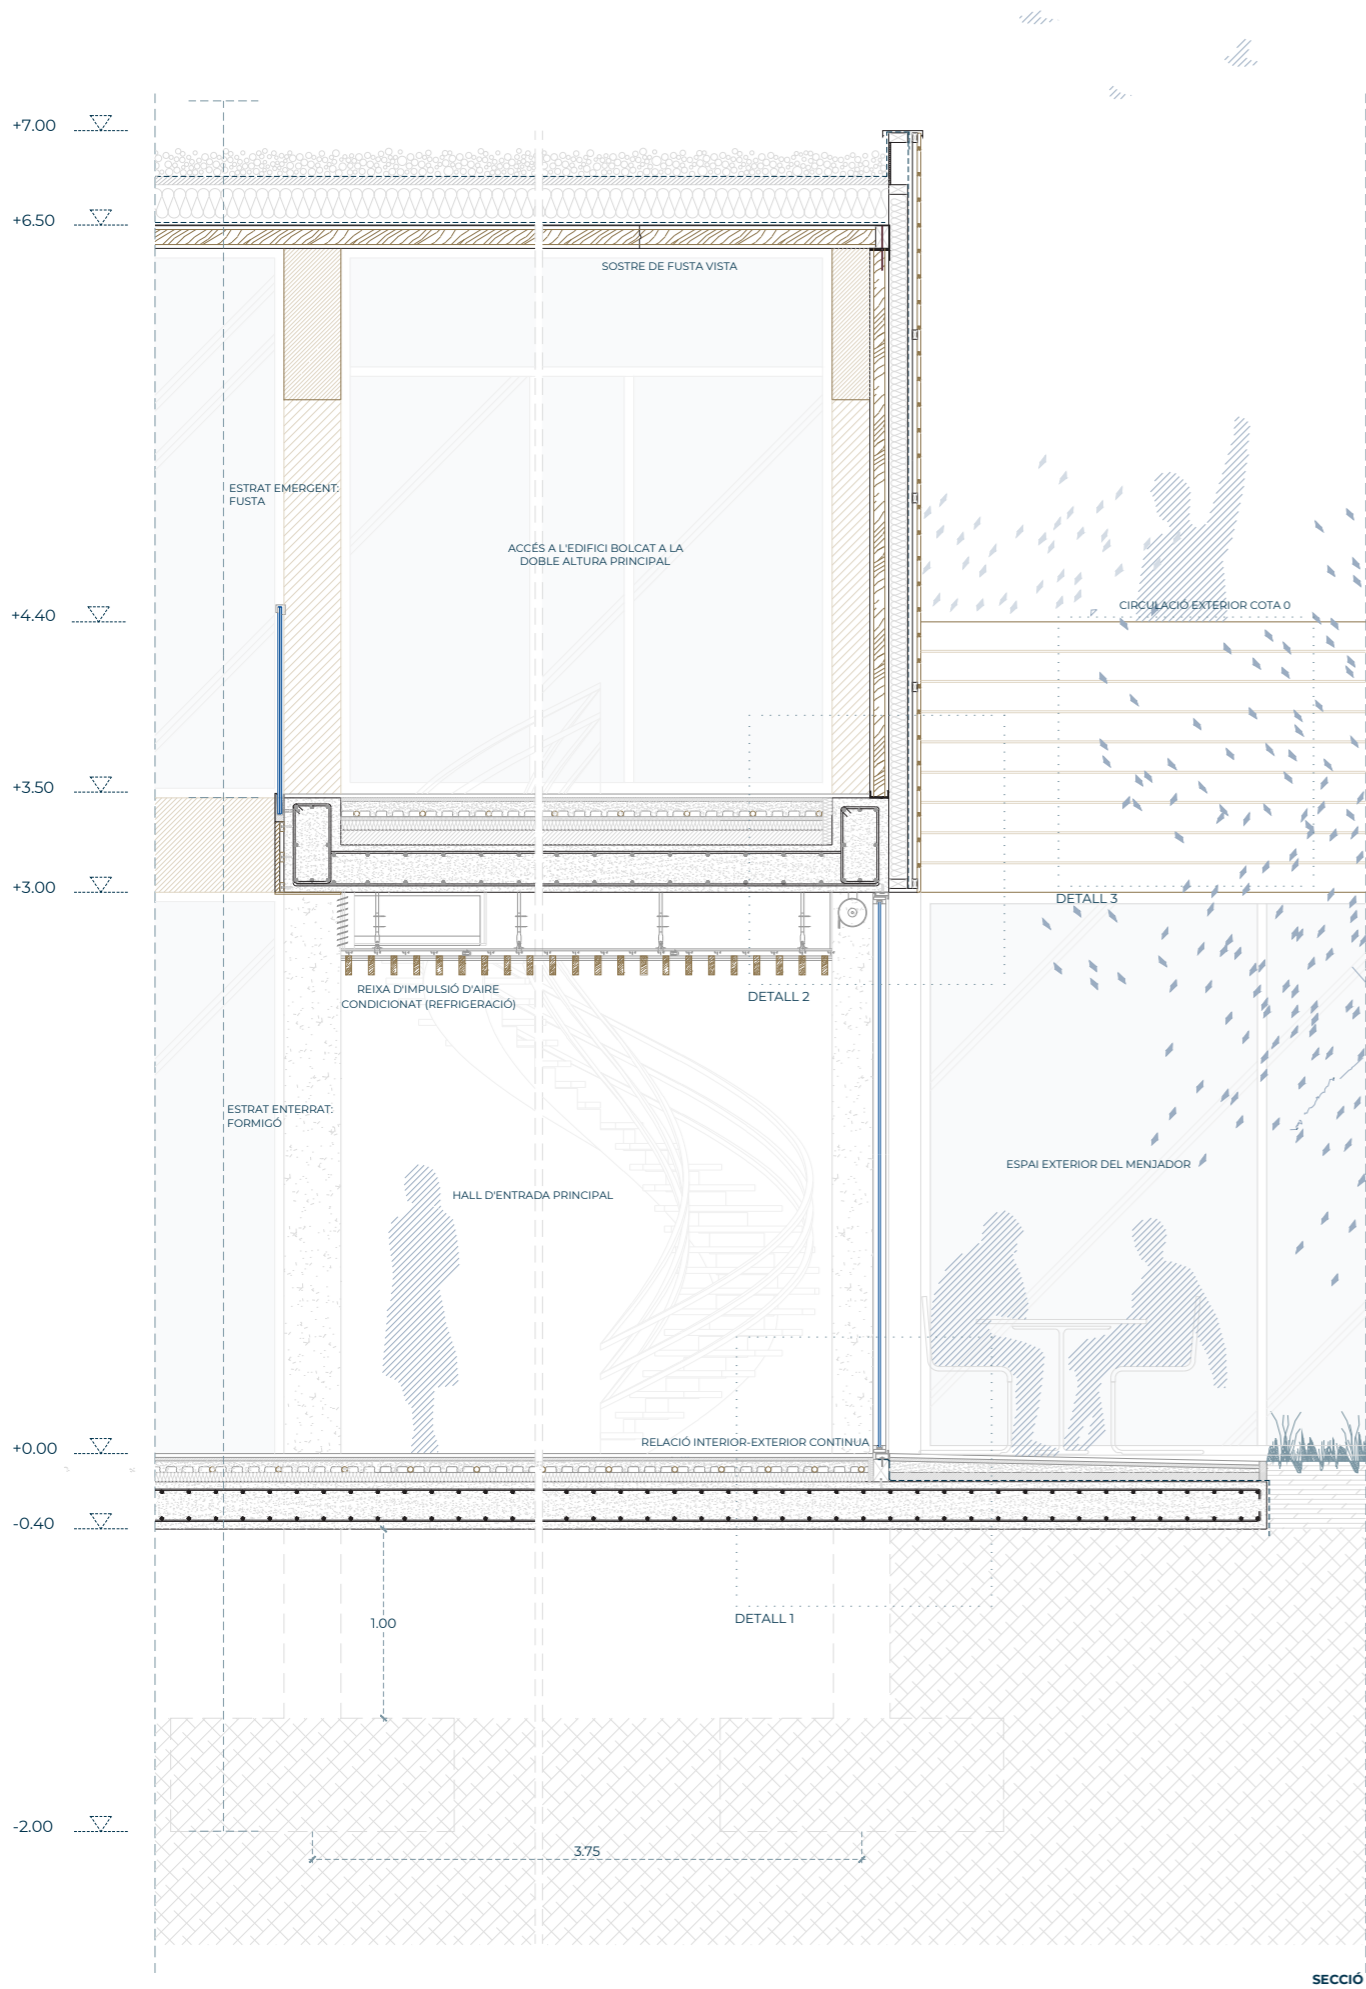 +7.00
+6.50
SOSTRE DE FUSTA VISTA
ESTRAT EMERGENT:
FUSTA
ACCÉS A L'EDIFICI BOLCAT A LA
DOBLE ALTURA PRINCIPAL
CIRCULACIÓ EXTERIOR COTA 0
+4.40
+3.50
+3.00
DETALL 3
REIXA D'IMPULSIÓ D'AIRE
CONDICIONAT (REFRIGERACIÓ)
DETALL 2
ESTRAT ENTERRAT:
FORMIGÓ
ESPAI EXTERIOR DEL MENJADOR
HALL D'ENTRADA PRINCIPAL
RELACIÓ INTERIOR-EXTERIOR CONTINUA
+0.00
-0.40
1.00
DETALL 1
-2.00
3.75
SECCIÓ